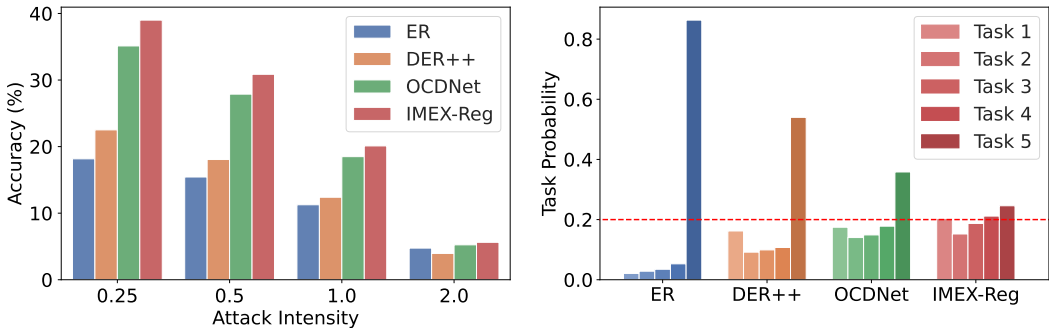 Accuracy (%)
40
30
20
10
0
0.25 0.5 1.0 2.0
Attack Intensity
ER
DER++
OCDNet
IMEX-Reg
Task Probability
0.8
0.6
0.4
0.2
0.0
ER DER++ OCDNet IMEX-Reg
Task 1
Task 2
Task 3
Task 4
Task 5